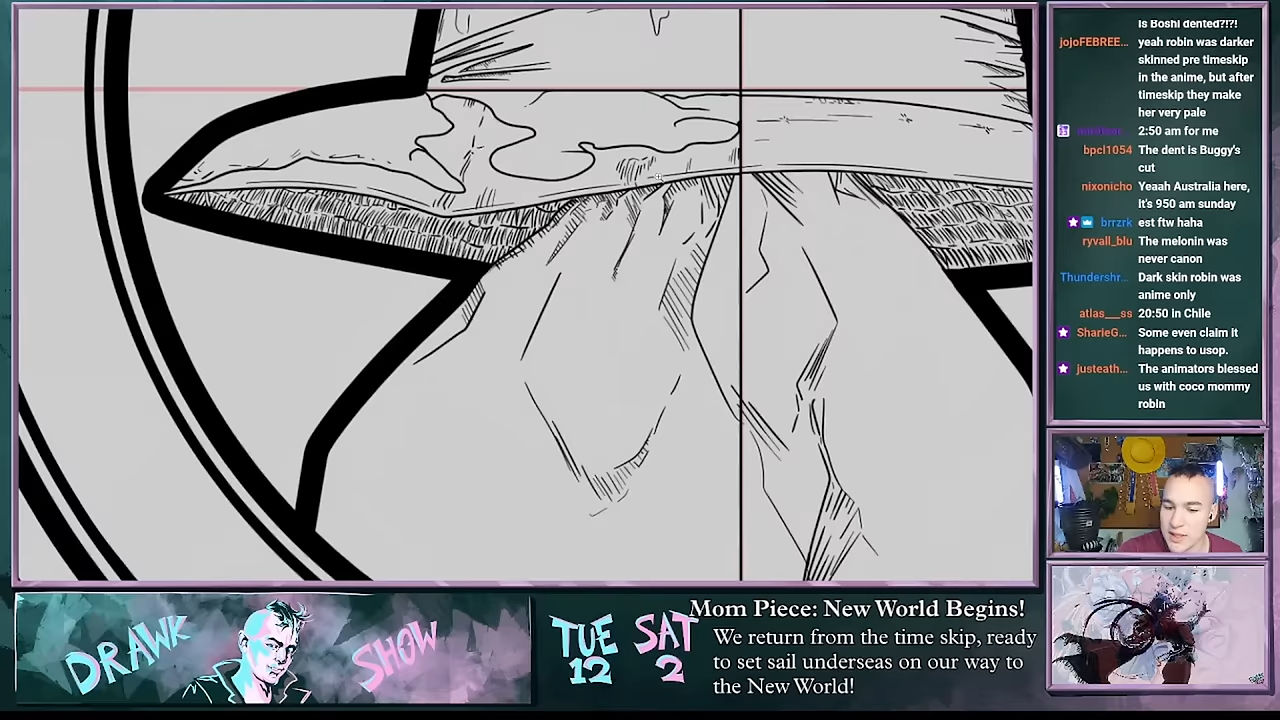 is Boshi dented?!?!
jojoFEBREE... yeah robin was darker
skinned pre timeskip
in the anime, but after
timeskip they make
her very pale
2:50 am for me
bpcl1054 The dent is Buggy's
cut
nixonicho Yeaah Australia here,
it's 950 am sunday
brrzrk est ftw haha
ryvall_blu The melonin was
never canon
Thundershr... Dark skin robin was
anime only
atlas___ss 20:50 in Chile
SharieG... Some even claim it
happens to usop.
justeath... The animators blessed
us with coco mommy
robin
DRAWK SHOW
TUE SAT
12 2
Mom Piece: New World Begins!
We return from the time skip, ready
to set sail underseas on our way to
the New World!